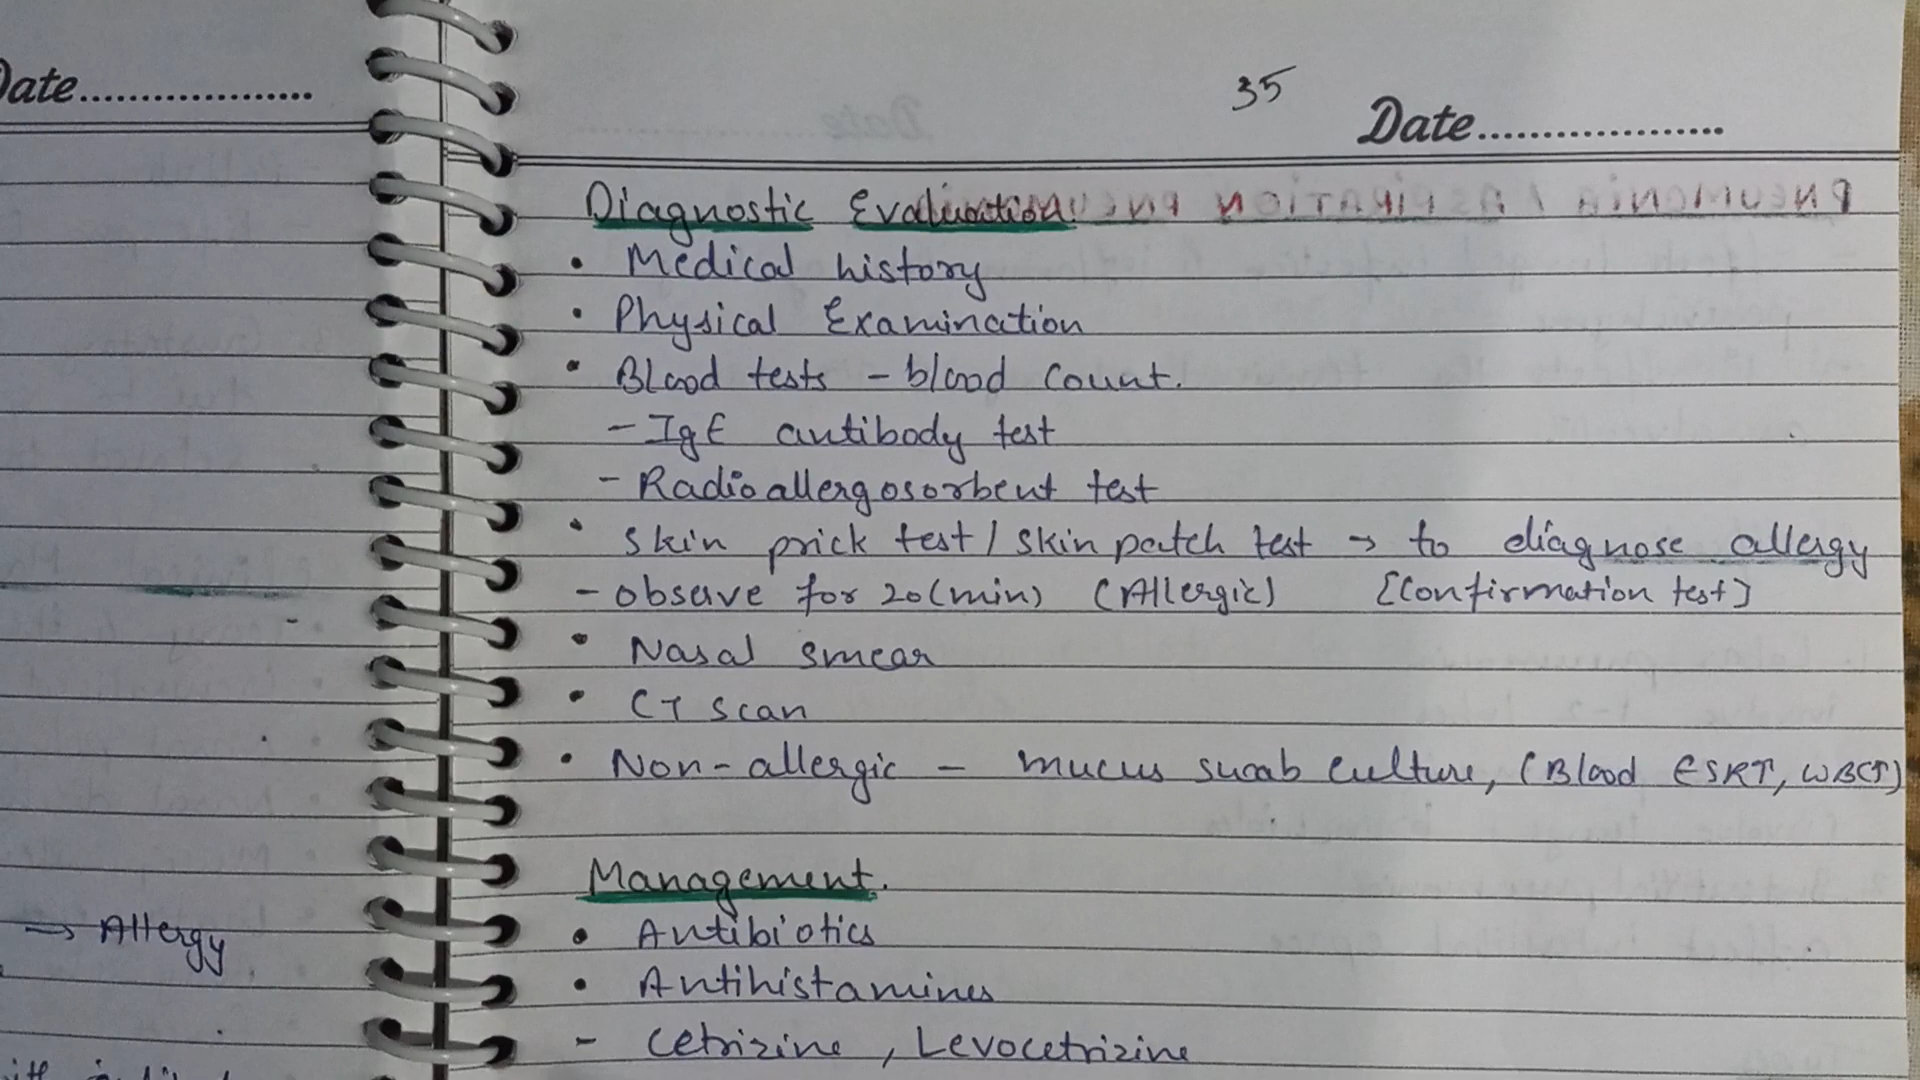 Date....................
→ Allergy
35
Date....................
Diagnostic Evaluation
• Medical history
• Physical Examination
• Blood tests - blood count.
- IgE antibody test
- Radioallergosorbent test
• skin prick test / skin patch test → to diagnose allergy
- observe for 20(min) (Allergic) [Confirmation test]
• Nasal smear
• CT scan
• Non-allergic - mucus swab culture, (Blood ESRT, WBCT)
Management.
• Antibiotics
• Antihistamines
- Cetrizine, Levocetrizine